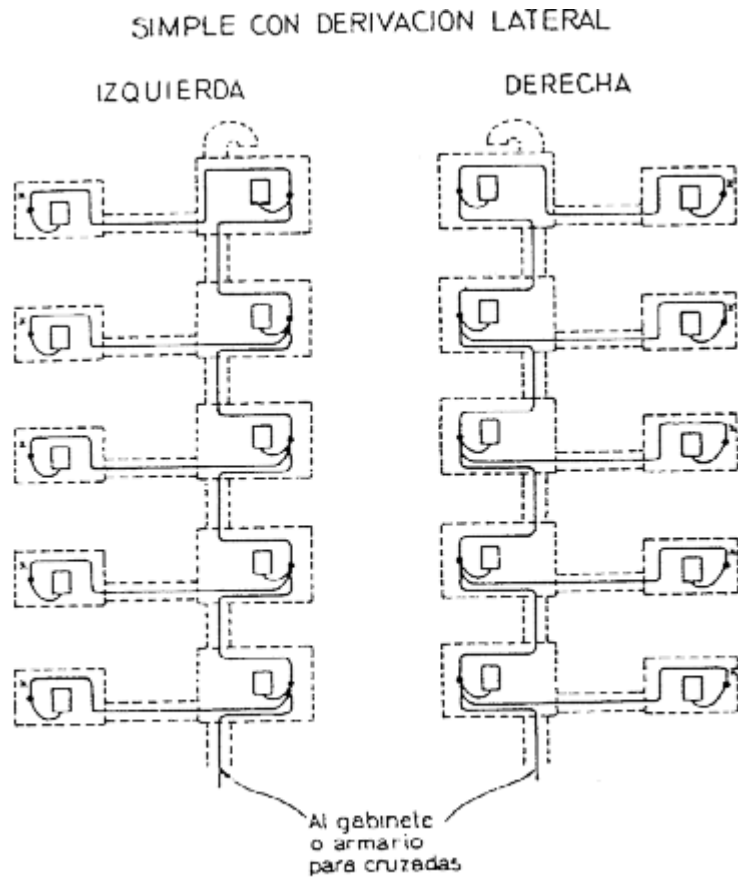 SIMPLE CON DERIVACION LATERAL
IZQUIERDA
DERECHA
x
x
x
x
x
x
x
x
x
x
Al gabinete
o armario
para cruzadas